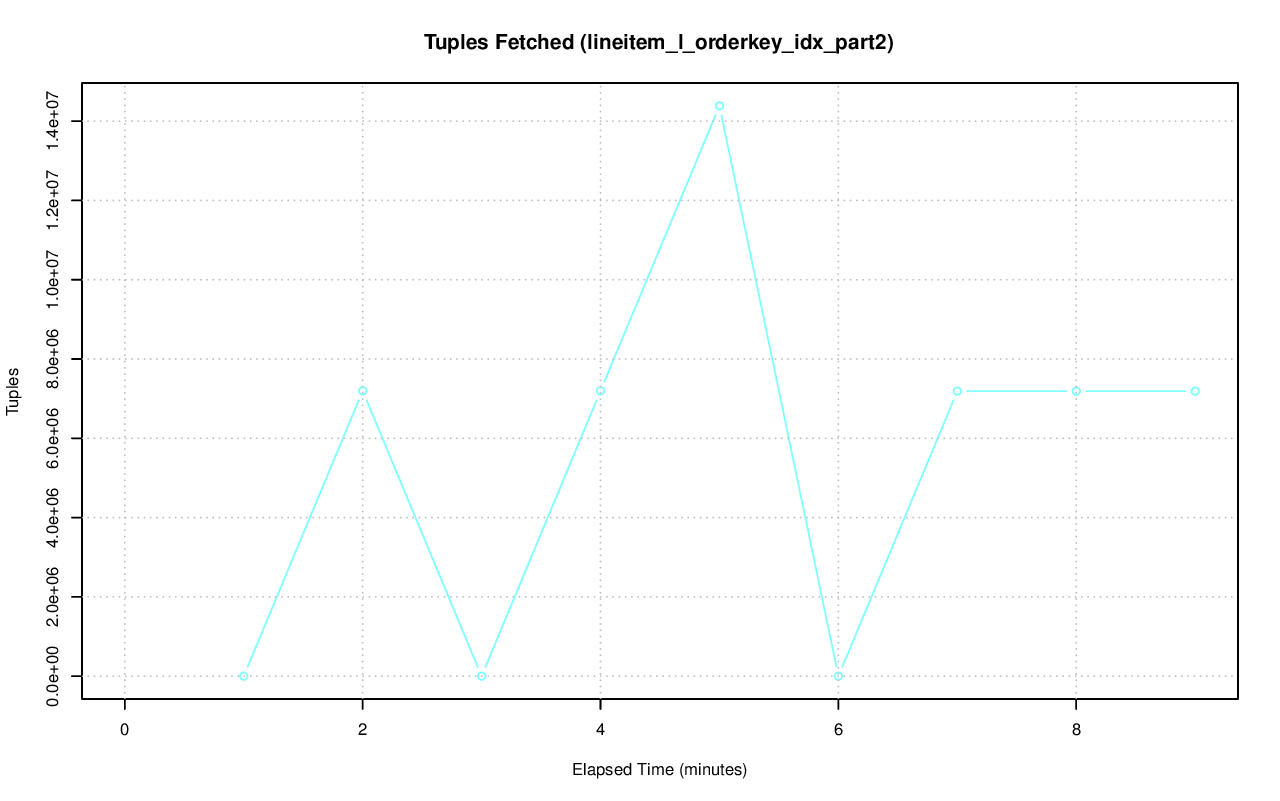 Tuples Fetched (lineitem_l_orderkey_idx_part2)
Tuples
1.4e+07
1.2e+07
1.0e+07
8.0e+06
6.0e+06
4.0e+06
2.0e+06
0.0e+00
0 2 4 6 8
Elapsed Time (minutes)